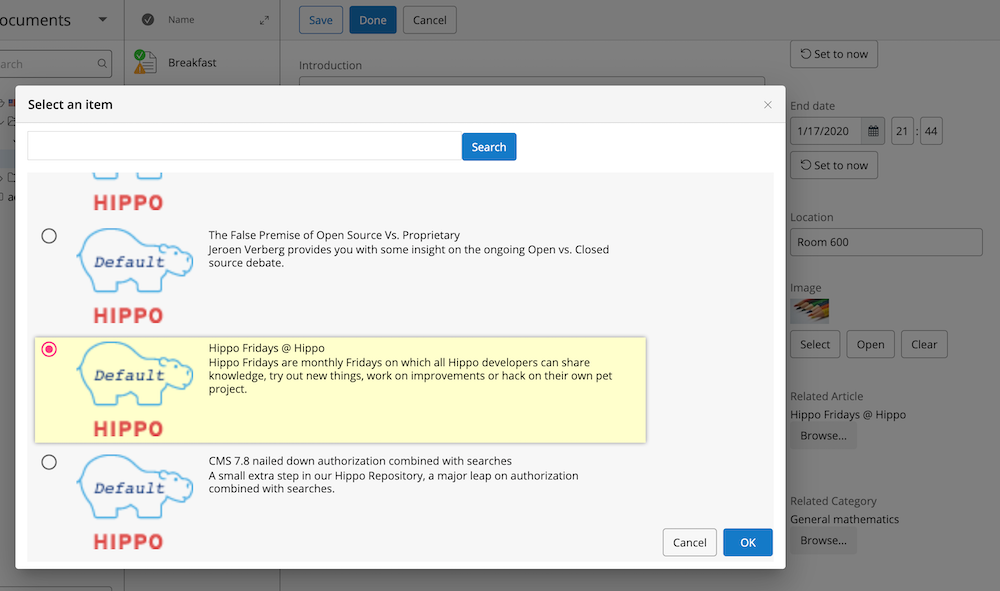 ocuments
Name
Save
Done
Cancel
arch
Breakfast
Introduction
Set to now
End date
1/17/2020
21 : 44
Set to now
Location
Room 600
Image
Select
Open
Clear
Related Article
Hippo Fridays @ Hippo
Browse...
Related Category
General mathematics
Browse...
Select an item
Search
HIPPO
The False Premise of Open Source Vs. Proprietary
Jeroen Verberg provides you with some insight on the ongoing Open vs. Closed
source debate.
Default
HIPPO
Hippo Fridays @ Hippo
Hippo Fridays are monthly Fridays on which all Hippo developers can share
knowledge, try out new things, work on improvements or hack on their own pet
project.
Default
HIPPO
CMS 7.8 nailed down authorization combined with searches
A small extra step in our Hippo Repository, a major leap on authorization
combined with searches.
Default
HIPPO
Cancel
OK